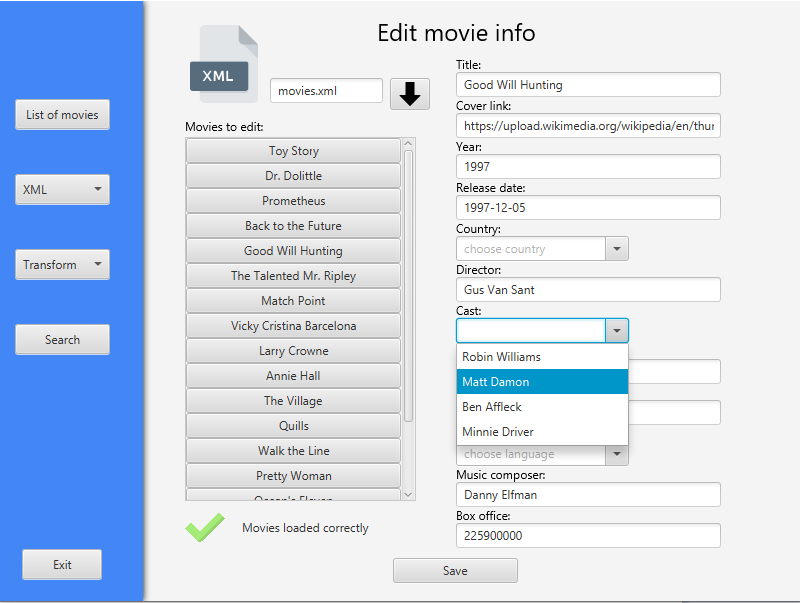 Edit movie info
XML
movies.xml
List of movies
XML
Transform
Search
Exit
Movies to edit:
Toy Story
Dr. Dolittle
Prometheus
Back to the Future
Good Will Hunting
The Talented Mr. Ripley
Match Point
Vicky Cristina Barcelona
Larry Crowne
Annie Hall
The Village
Quills
Walk the Line
Pretty Woman
Ocean's Eleven
Movies loaded correctly
Title:
Good Will Hunting
Cover link:
https://upload.wikimedia.org/wikipedia/en/thur
Year:
1997
Release date:
1997-12-05
Country:
choose country
Director:
Gus Van Sant
Cast:
Robin Williams
Matt Damon
Ben Affleck
Minnie Driver
choose language
Music composer:
Danny Elfman
Box office:
225900000
Save